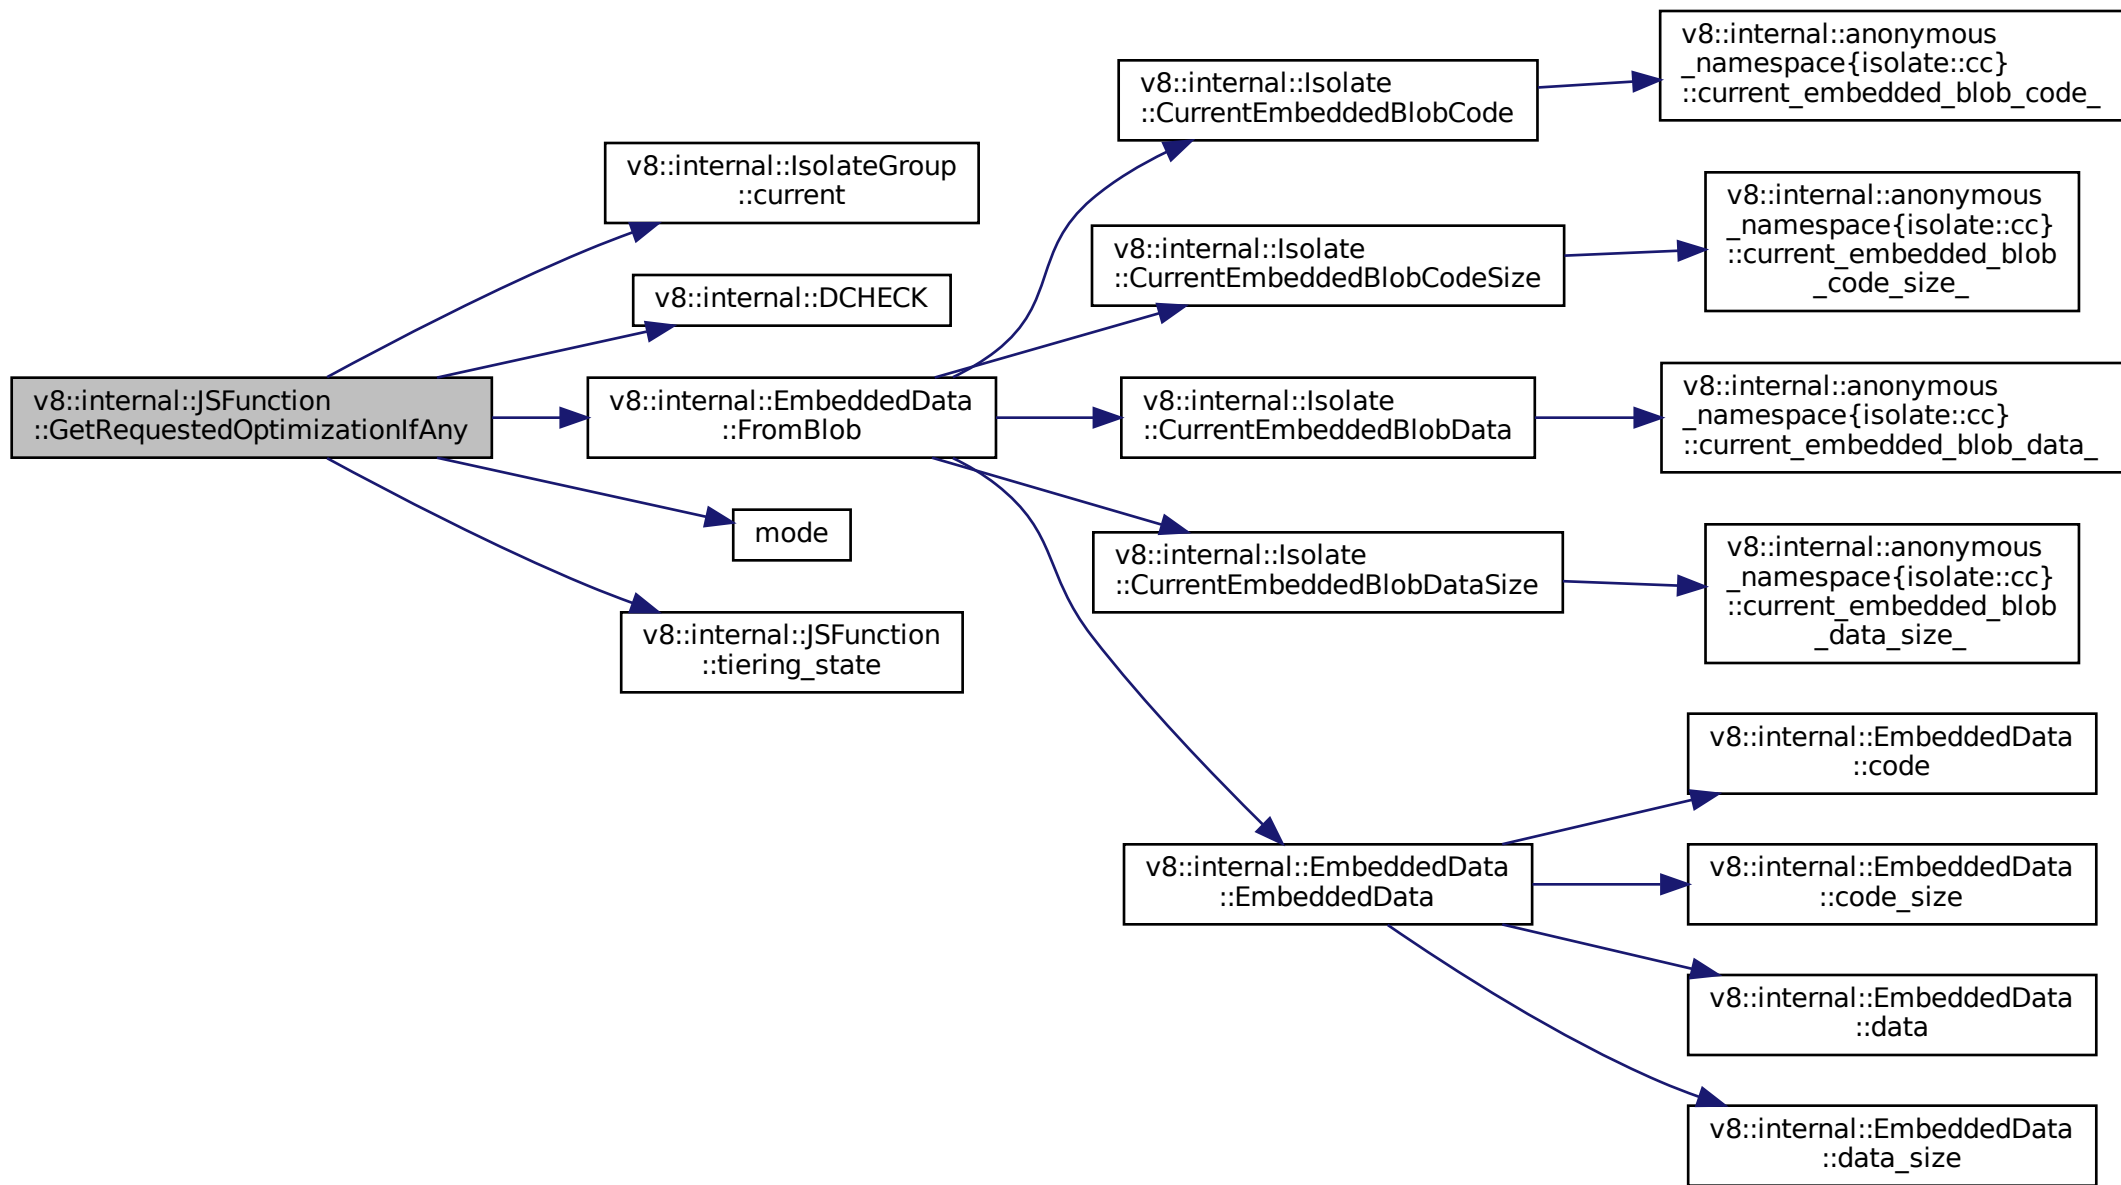 v8::internal::JSFunction
::GetRequestedOptimizationIfAny
v8::internal::IsolateGroup
::current
v8::internal::DCHECK
v8::internal::EmbeddedData
::FromBlob
mode
v8::internal::JSFunction
::tiering_state
v8::internal::Isolate
::CurrentEmbeddedBlobCode
v8::internal::Isolate
::CurrentEmbeddedBlobCodeSize
v8::internal::Isolate
::CurrentEmbeddedBlobData
v8::internal::Isolate
::CurrentEmbeddedBlobDataSize
v8::internal::EmbeddedData
::EmbeddedData
v8::internal::anonymous
_namespace{isolate::cc}
::current_embedded_blob_code_
v8::internal::anonymous
_namespace{isolate::cc}
::current_embedded_blob
_code_size_
v8::internal::anonymous
_namespace{isolate::cc}
::current_embedded_blob_data_
v8::internal::anonymous
_namespace{isolate::cc}
::current_embedded_blob
_data_size_
v8::internal::EmbeddedData
::code
v8::internal::EmbeddedData
::code_size
v8::internal::EmbeddedData
::data
v8::internal::EmbeddedData
::data_size